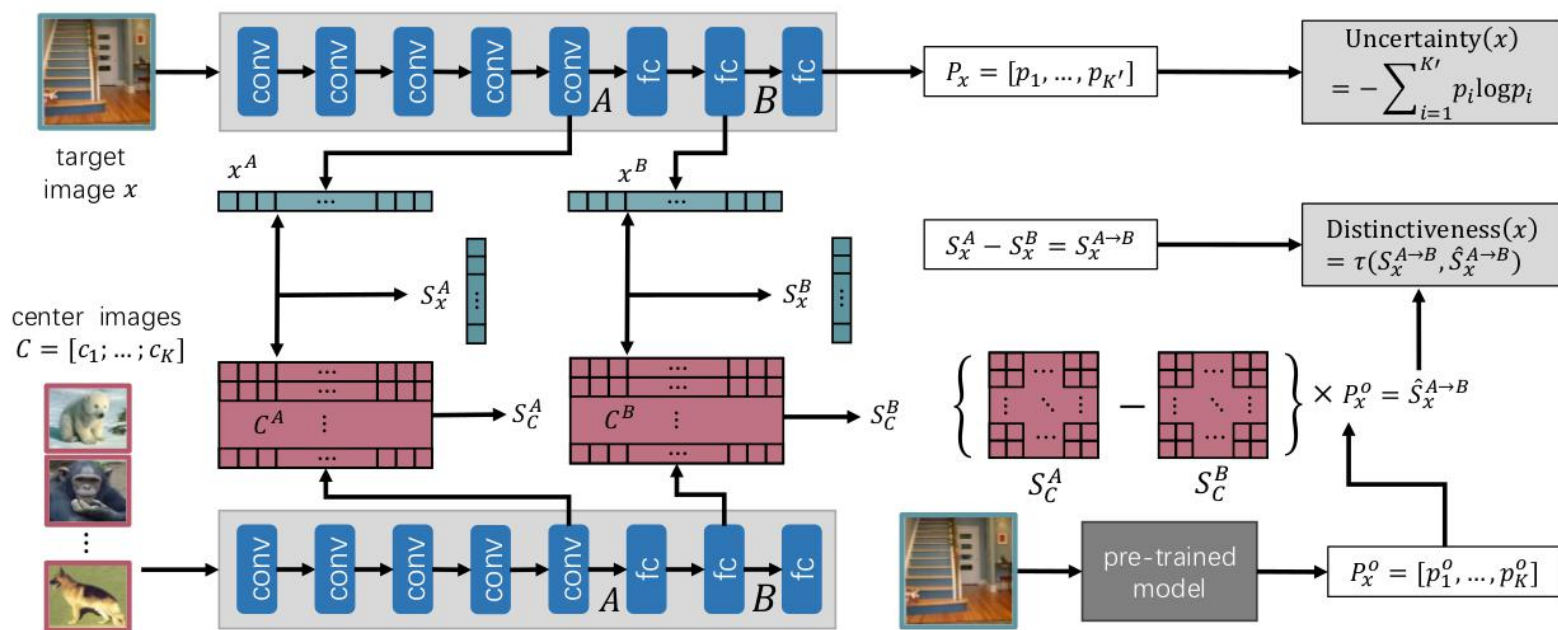 conv conv conv conv conv A fc fc B fc
P_x = [p_1, …, p_{K′}]
Uncertainty(x)
= −∑_{i=1}^{K′} p_i log p_i
target
image x
x^A
…
x^B
…
S_x^A − S_x^B = S_x^{A→B}
Distinctiveness(x)
= τ(S_x^{A→B}, Ŝ_x^{A→B})
S_x^A
⋮
S_x^B
⋮
center images
C = [c_1; … ; c_K]
…
…
C^A ⋮
…
S_C^A
…
…
C^B ⋮
…
S_C^B
{ … ⋮ ⋱ ⋮ … − … ⋮ ⋱ ⋮ … } × P_x^o = Ŝ_x^{A→B}
S_C^A S_C^B
⋮
conv conv conv conv conv A fc fc B fc
pre-trained
model
P_x^o = [p_1^o, …, p_K^o]